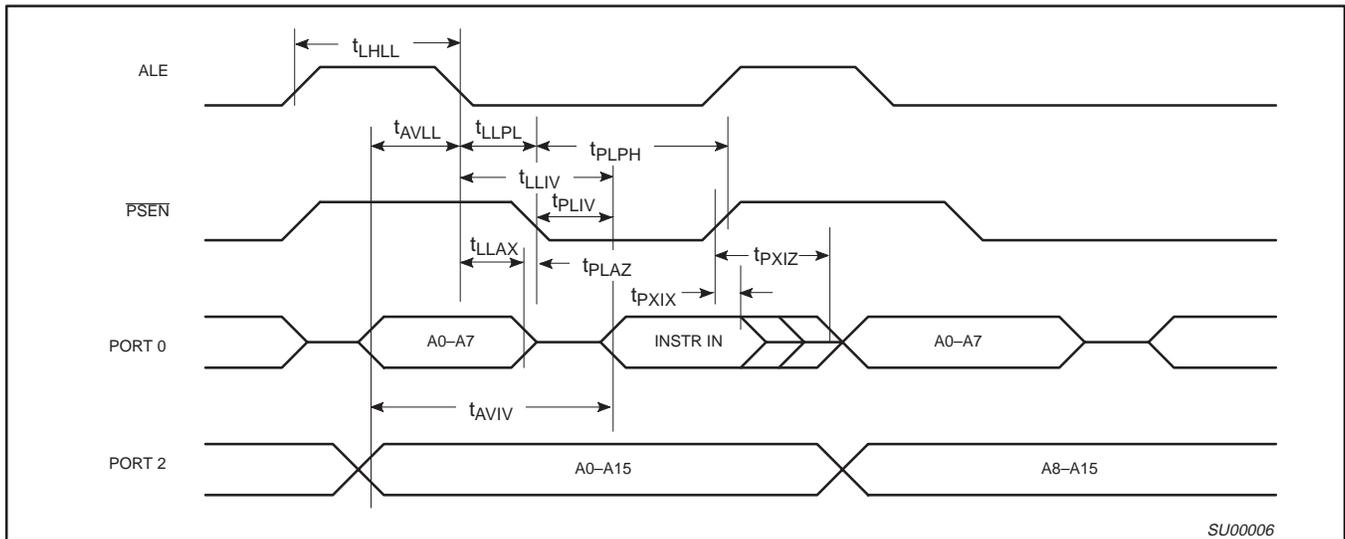 tLHLL
ALE
tAVLL tLLPL
tPLPH
tLLIV
PSEN
tPLIV
tLLAX
tPLAZ
tPXIZ
tPXIX
PORT 0
A0–A7
INSTR IN
A0–A7
tAVIV
PORT 2
A0–A15
A8–A15
SU00006